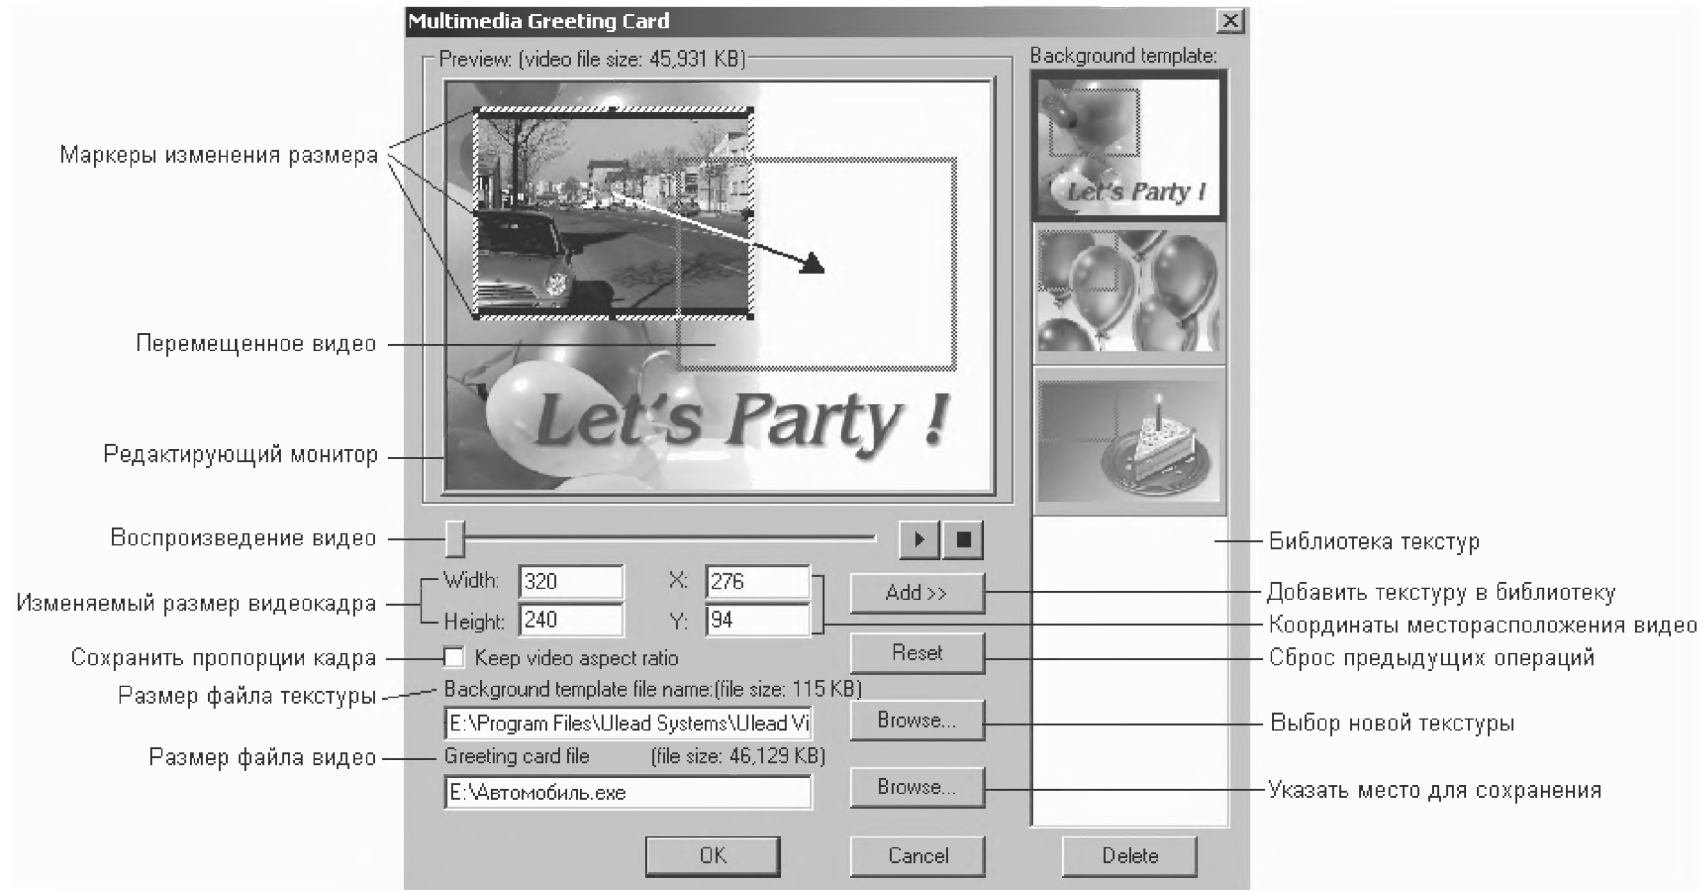 Multimedia Greeting Card
Preview: (video file size: 45,931 KB)
Background template:
Let's Party !
Let's Party !
Маркеры изменения размера
Перемещенное видео
Редактирующий монитор
Воспроизведение видео
Изменяемый размер видеокадра
Сохранить пропорции кадра
Размер файла текстуры
Размер файла видео
Width: 320
X: 276
Height: 240
Y: 94
Keep video aspect ratio
Background template file name:(file size: 115 KB)
E:\Program Files\Ulead Systems\Ulead Vi
Greeting card file (file size: 46,129 KB)
E:\Автомобиль.exe
Add >>
Reset
Browse...
Browse...
OK
Cancel
Delete
Библиотека текстур
Добавить текстуру в библиотеку
Координаты месторасположения видео
Сброс предыдущих операций
Выбор новой текстуры
Указать место для сохранения